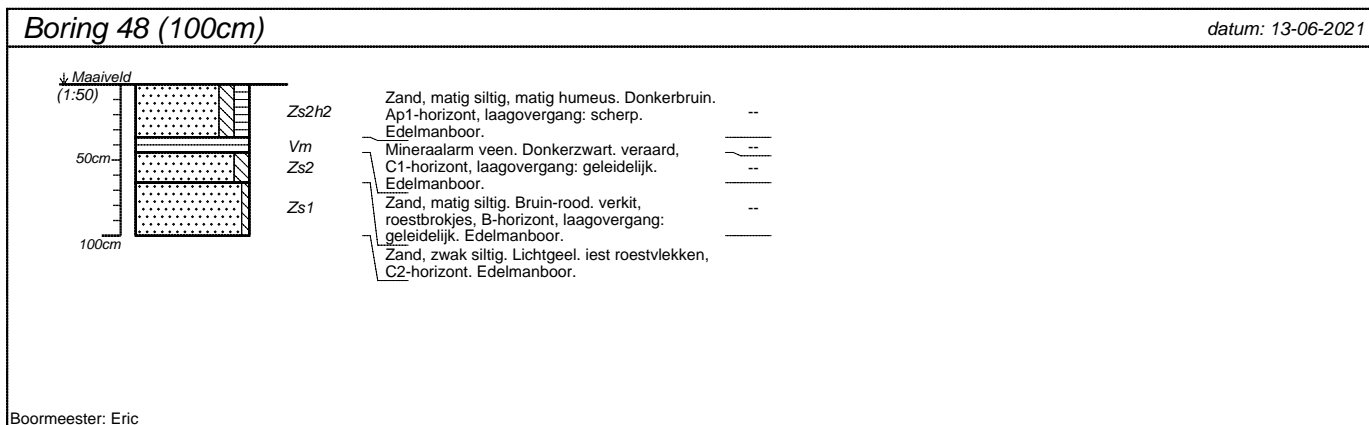 Boring 48 (100cm)
datum: 13-06-2021
Maaiveld
(1:50)
50cm
100cm
Zs2h2
Vm
Zs2
Zs1
Zand, matig siltig, matig humeus. Donkerbruin.
Ap1-horizont, laagovergang: scherp.
Edelmanboor.
--
Mineraalarm veen. Donkerzwart. veraard,
C1-horizont, laagovergang: geleidelijk.
Edelmanboor.
--
Zand, matig siltig. Bruin-rood. verkit,
roestbrokjes, B-horizont, laagovergang:
geleidelijk. Edelmanboor.
--
Zand, zwak siltig. Lichtgeel. iest roestvlekken,
C2-horizont. Edelmanboor.
--
Boormeester: Eric